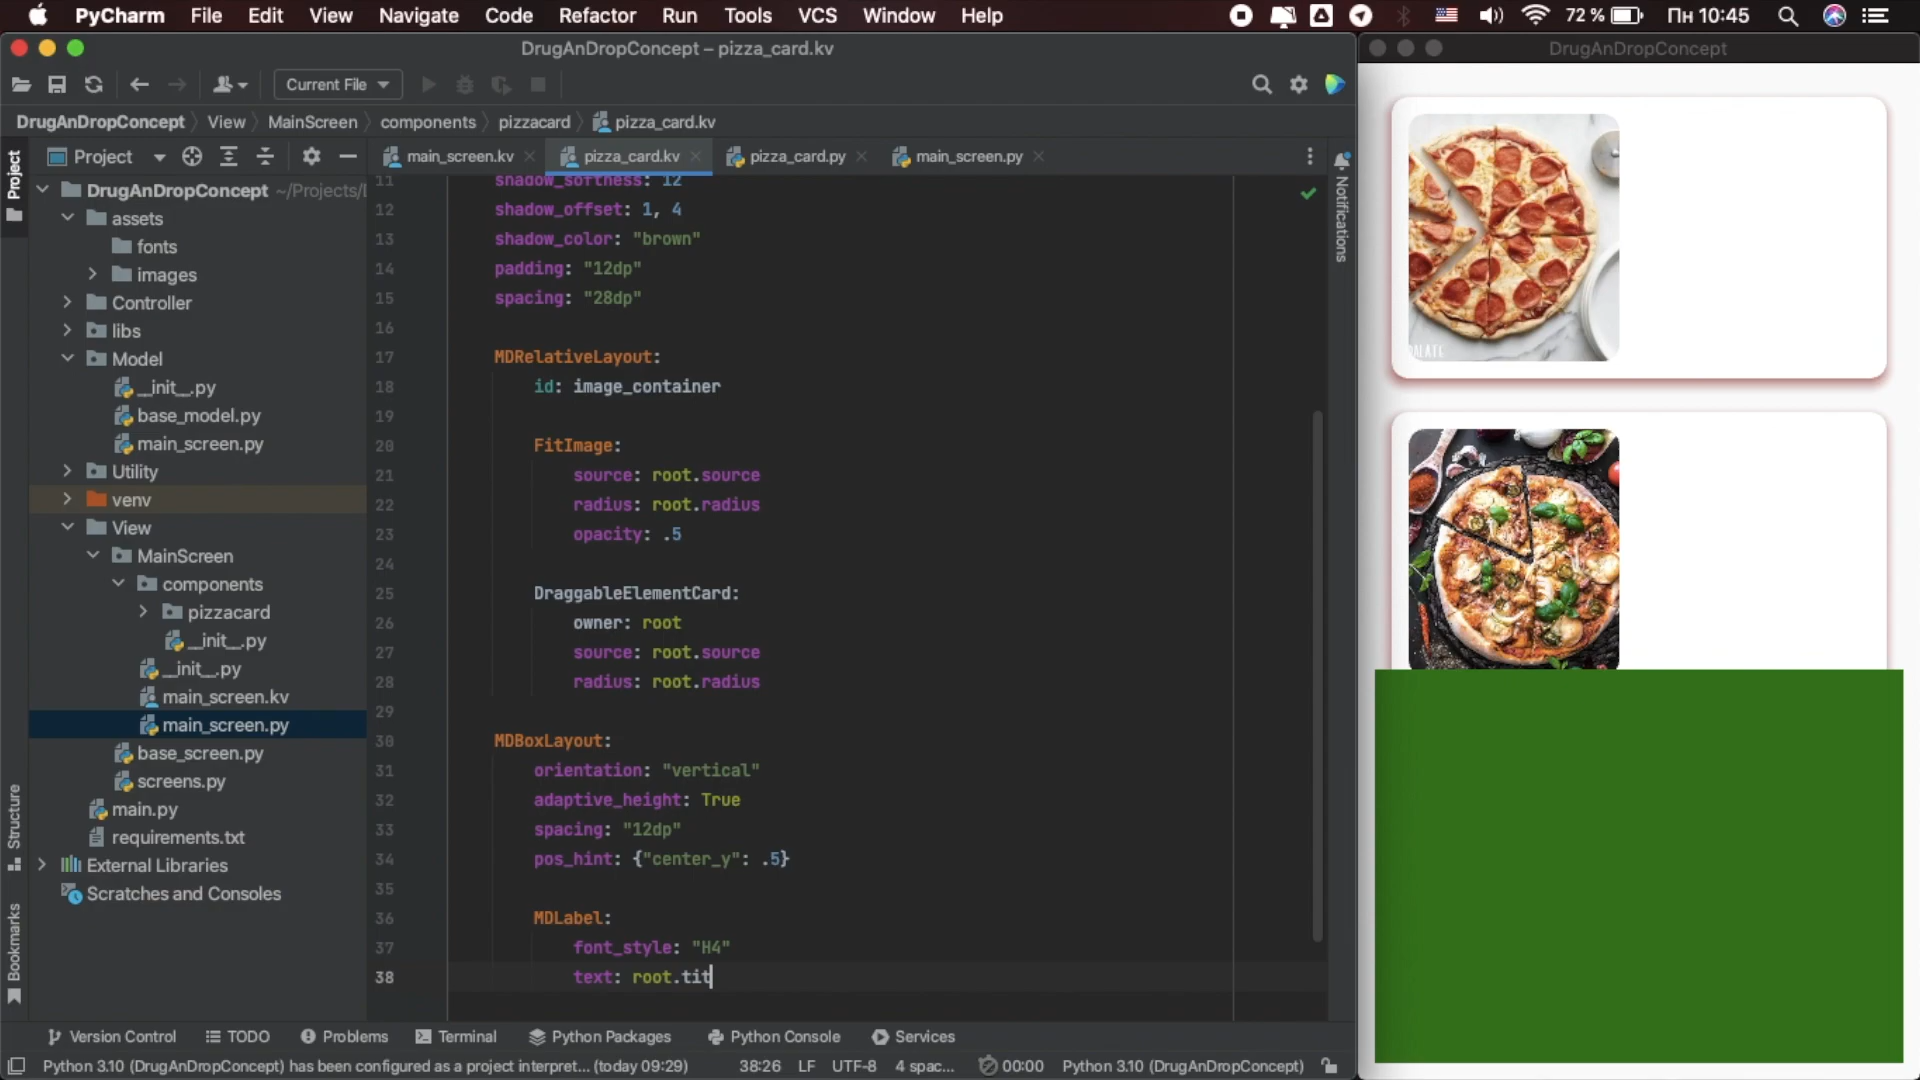 PyCharm File Edit View Navigate Code Refactor Run Tools VCS Window Help 72 % Пн 10:45
DrugAnDropConcept – pizza_card.kv
DrugAnDropConcept
Current File
DrugAnDropConcept View MainScreen components pizzacard pizza_card.kv
Project
main_screen.kv pizza_card.kv pizza_card.py main_screen.py
Project
Structure
Bookmarks
Notifications
DrugAnDropConcept ~/Projects/
assets
fonts
images
Controller
libs
Model
__init__.py
base_model.py
main_screen.py
Utility
venv
View
MainScreen
components
pizzacard
__init__.py
__init__.py
main_screen.kv
main_screen.py
base_screen.py
screens.py
main.py
requirements.txt
External Libraries
Scratches and Consoles
11 shadow_softness: 12
12 shadow_offset: 1, 4
13 shadow_color: "brown"
14 padding: "12dp"
15 spacing: "28dp"
16
17 MDRelativeLayout:
18 id: image_container
19
20 FitImage:
21 source: root.source
22 radius: root.radius
23 opacity: .5
24
25 DraggableElementCard:
26 owner: root
27 source: root.source
28 radius: root.radius
29
30 MDBoxLayout:
31 orientation: "vertical"
32 adaptive_height: True
33 spacing: "12dp"
34 pos_hint: {"center_y": .5}
35
36 MDLabel:
37 font_style: "H4"
38 text: root.tit
Version Control TODO Problems Terminal Python Packages Python Console Services
Python 3.10 (DrugAnDropConcept) has been configured as a project interpret... (today 09:29) 38:26 LF UTF-8 4 spac... 00:00 Python 3.10 (DrugAnDropConcept)